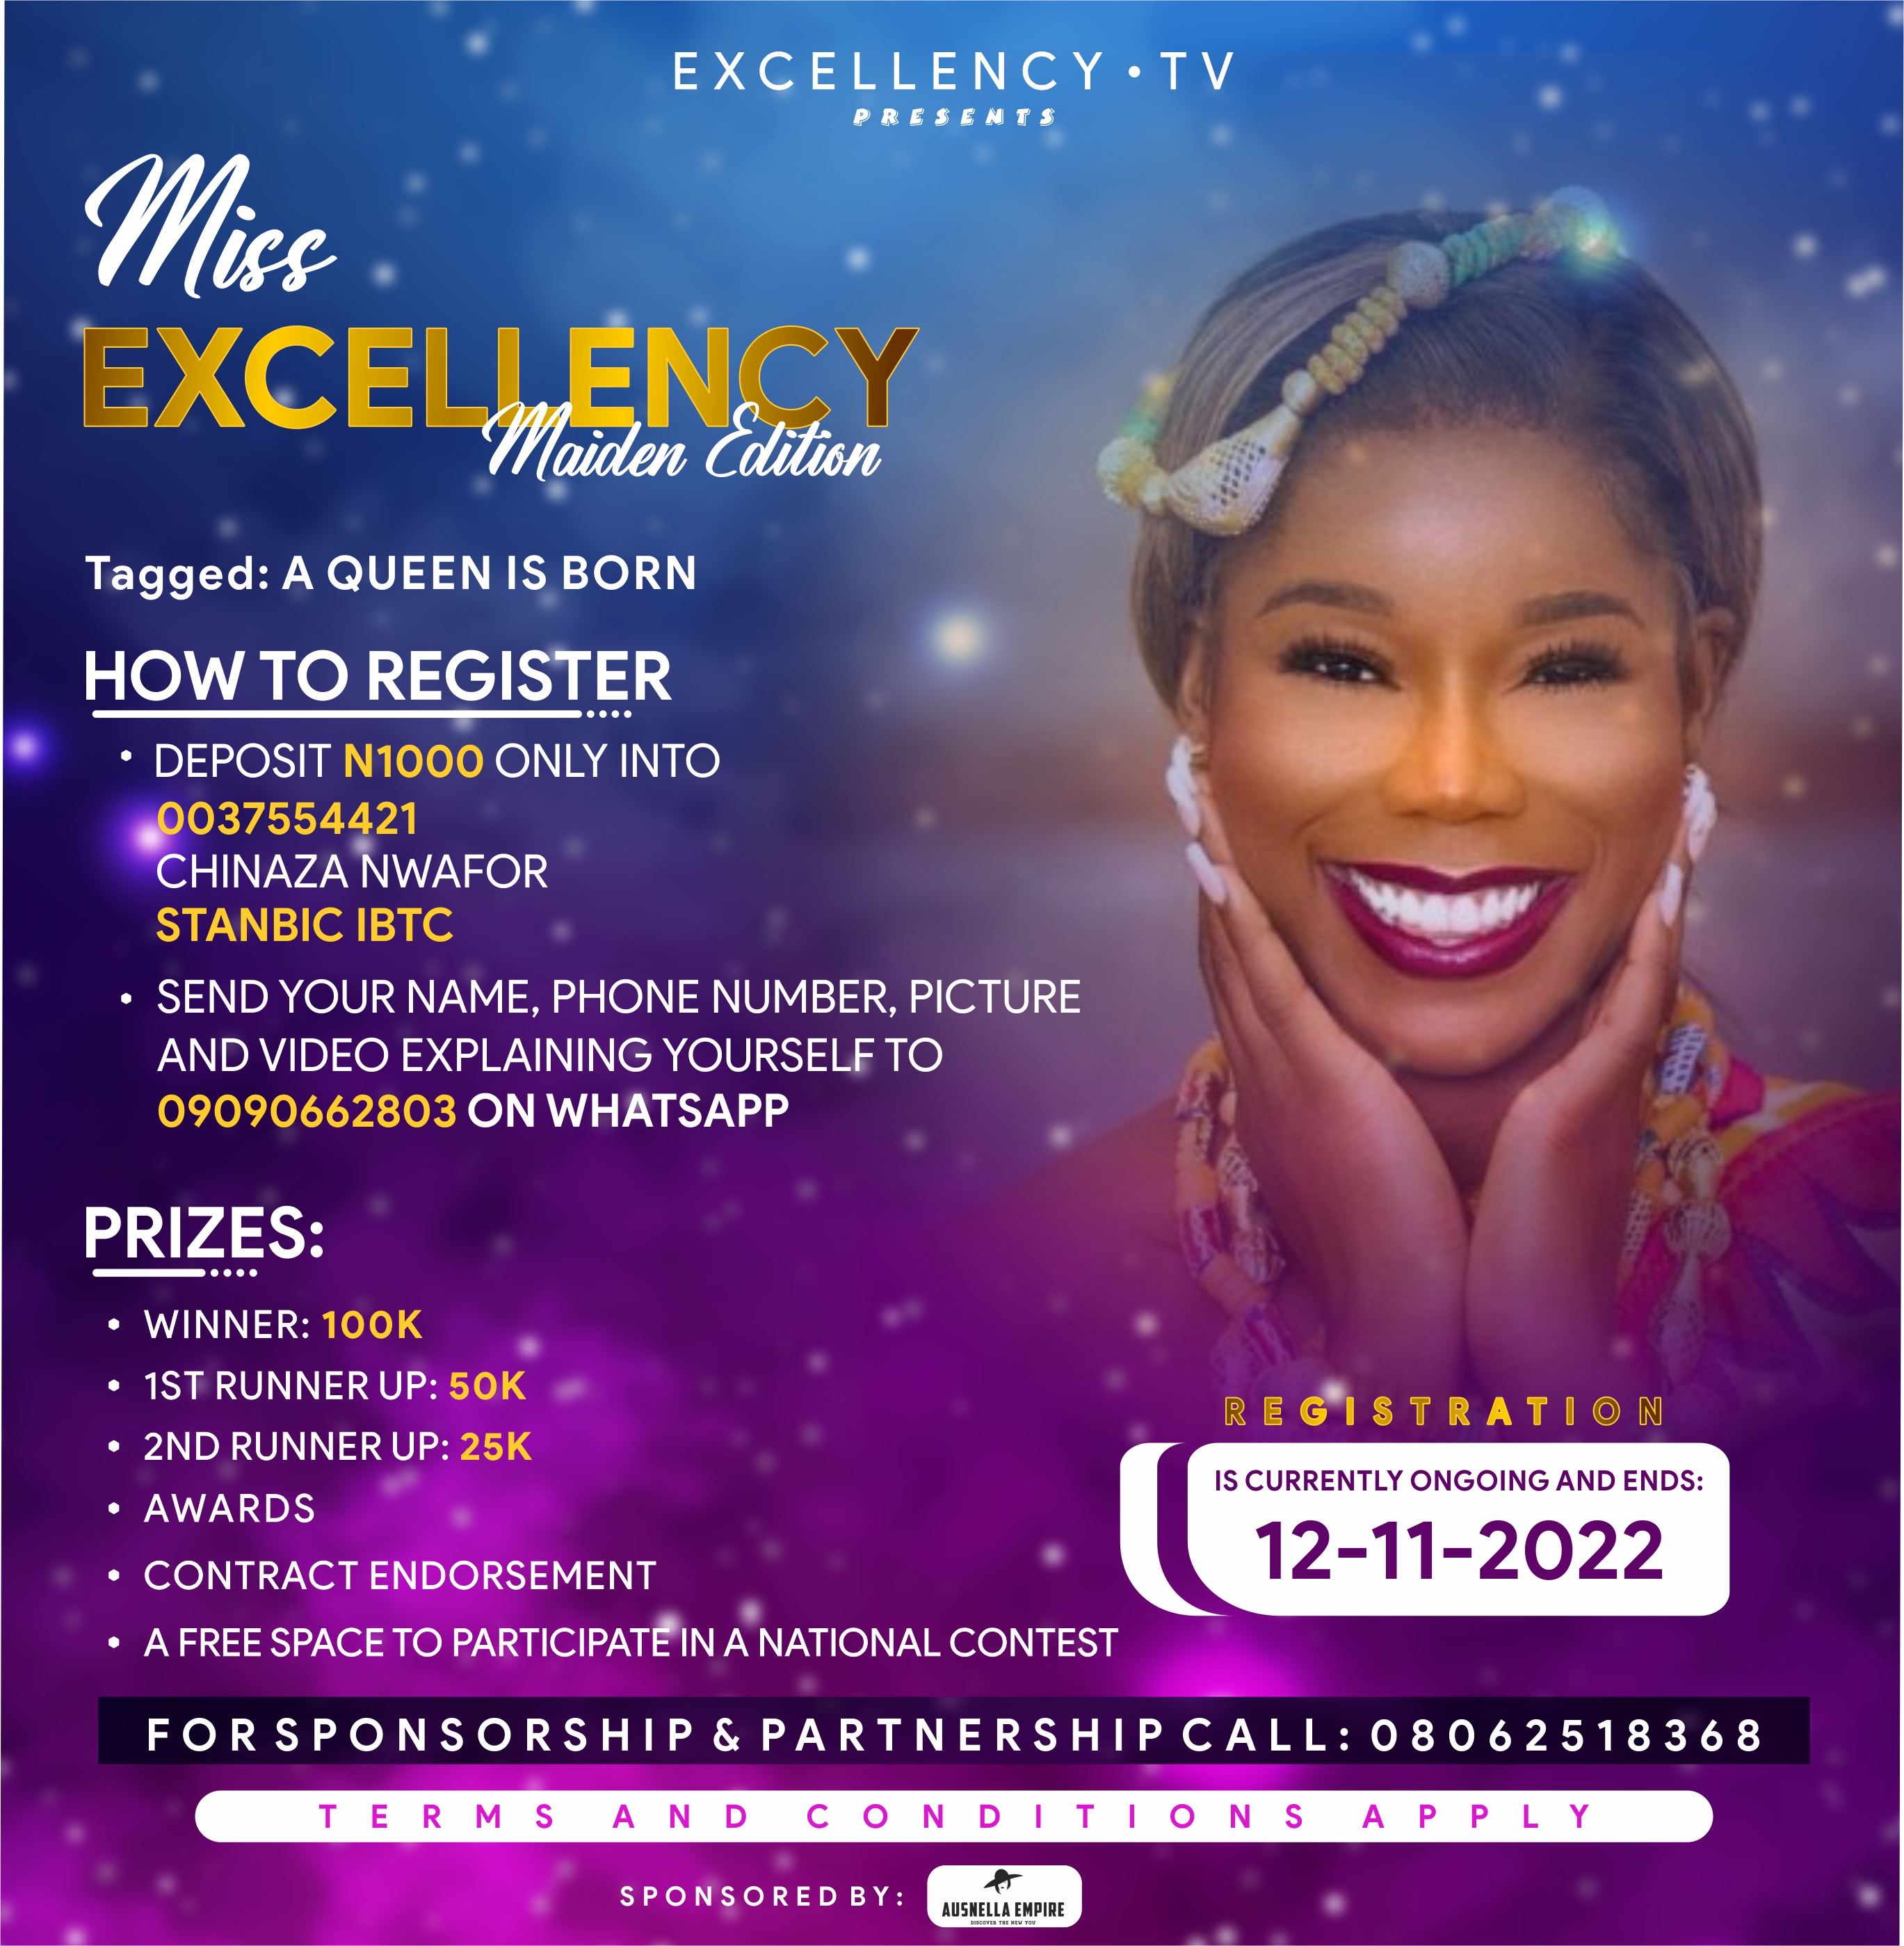 EXCELLENCY • TV
PRESENTS
Miss
EXCELLENCY
Maiden Edition
Tagged: A QUEEN IS BORN
HOW TO REGISTER
• DEPOSIT N1000 ONLY INTO
0037554421
CHINAZA NWAFOR
STANBIC IBTC
• SEND YOUR NAME, PHONE NUMBER, PICTURE
AND VIDEO EXPLAINING YOURSELF TO
09090662803 ON WHATSAPP
PRIZES:
• WINNER: 100K
• 1ST RUNNER UP: 50K
• 2ND RUNNER UP: 25K
• AWARDS
• CONTRACT ENDORSEMENT
• A FREE SPACE TO PARTICIPATE IN A NATIONAL CONTEST
REGISTRATION
IS CURRENTLY ONGOING AND ENDS:
12-11-2022
FOR SPONSORSHIP & PARTNERSHIP CALL: 08062518368
TERMS AND CONDITIONS APPLY
SPONSORED BY:
AUSNELLA EMPIRE
DISCOVER THE NEW YOU